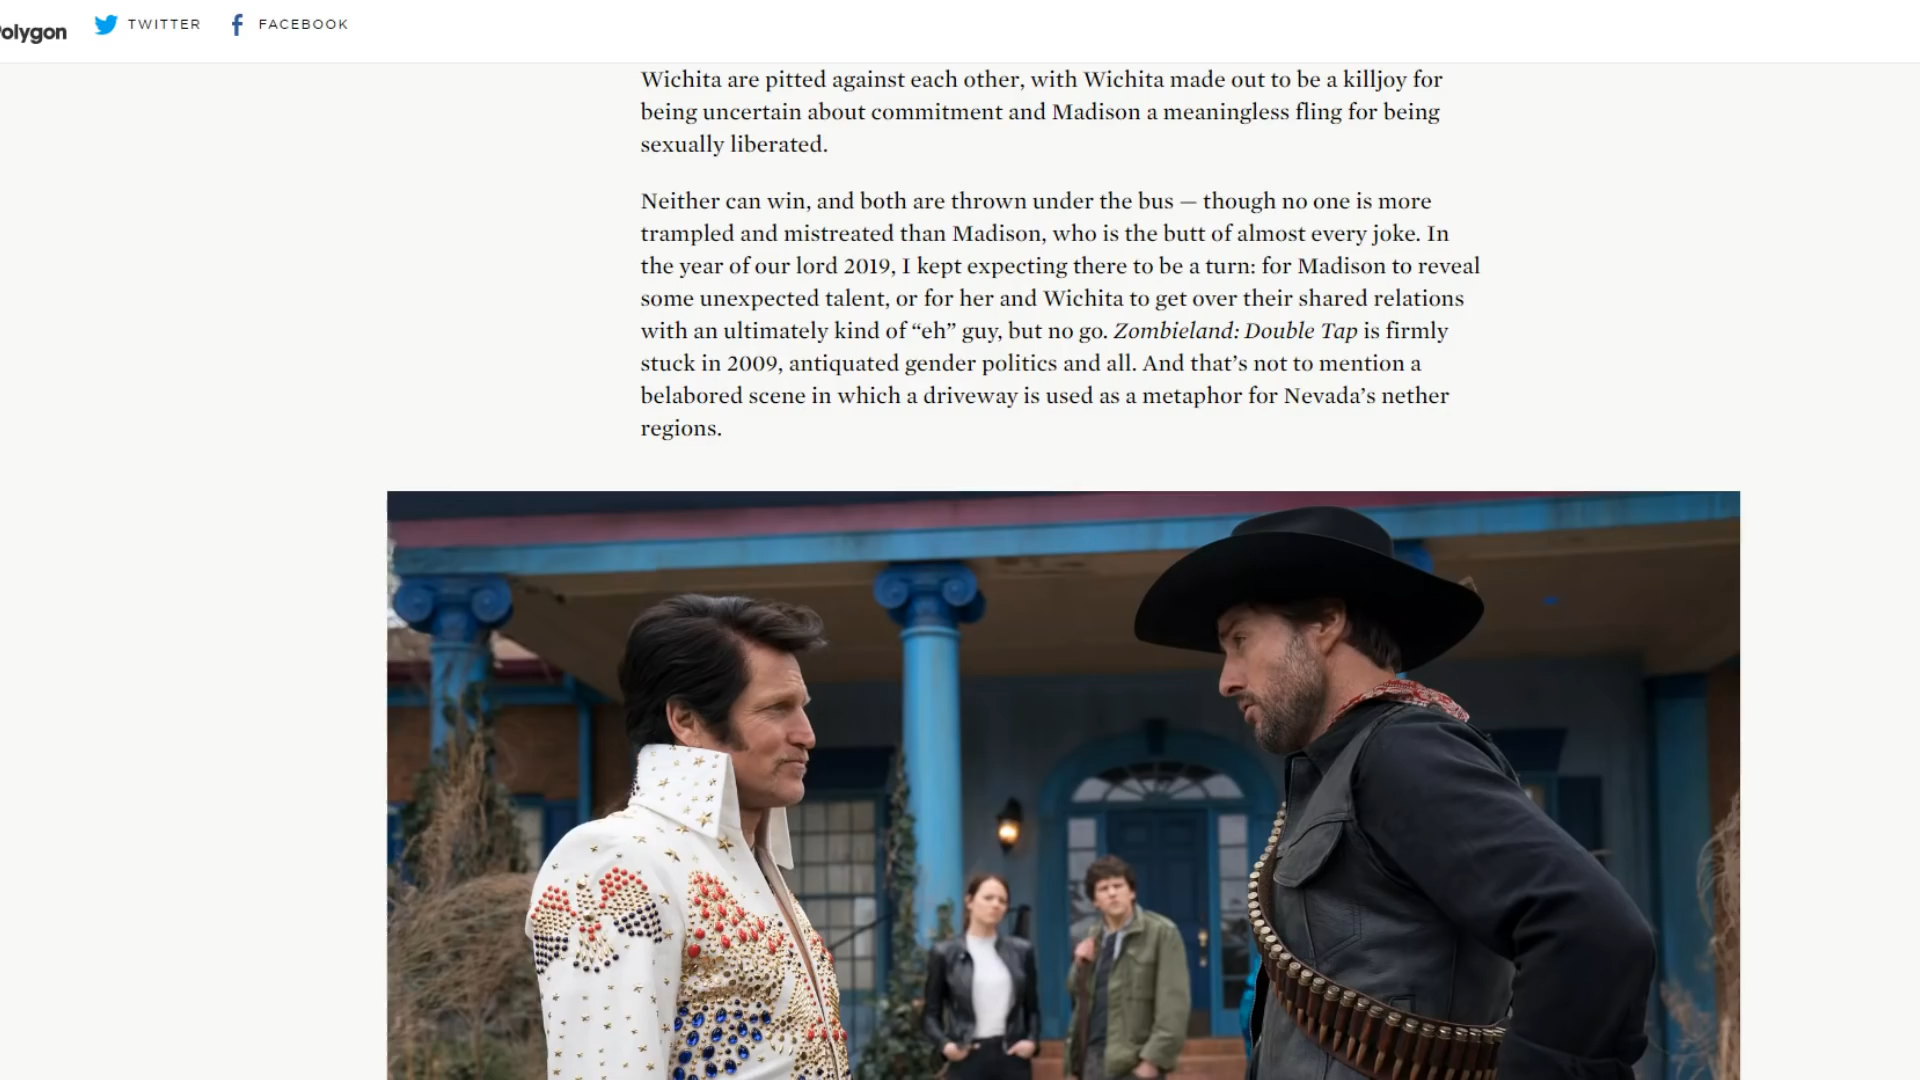 Polygon
TWITTER
FACEBOOK
Wichita are pitted against each other, with Wichita made out to be a killjoy for
being uncertain about commitment and Madison a meaningless fling for being
sexually liberated.
Neither can win, and both are thrown under the bus — though no one is more
trampled and mistreated than Madison, who is the butt of almost every joke. In
the year of our lord 2019, I kept expecting there to be a turn: for Madison to reveal
some unexpected talent, or for her and Wichita to get over their shared relations
with an ultimately kind of “eh” guy, but no go. Zombieland: Double Tap is firmly
stuck in 2009, antiquated gender politics and all. And that’s not to mention a
belabored scene in which a driveway is used as a metaphor for Nevada’s nether
regions.